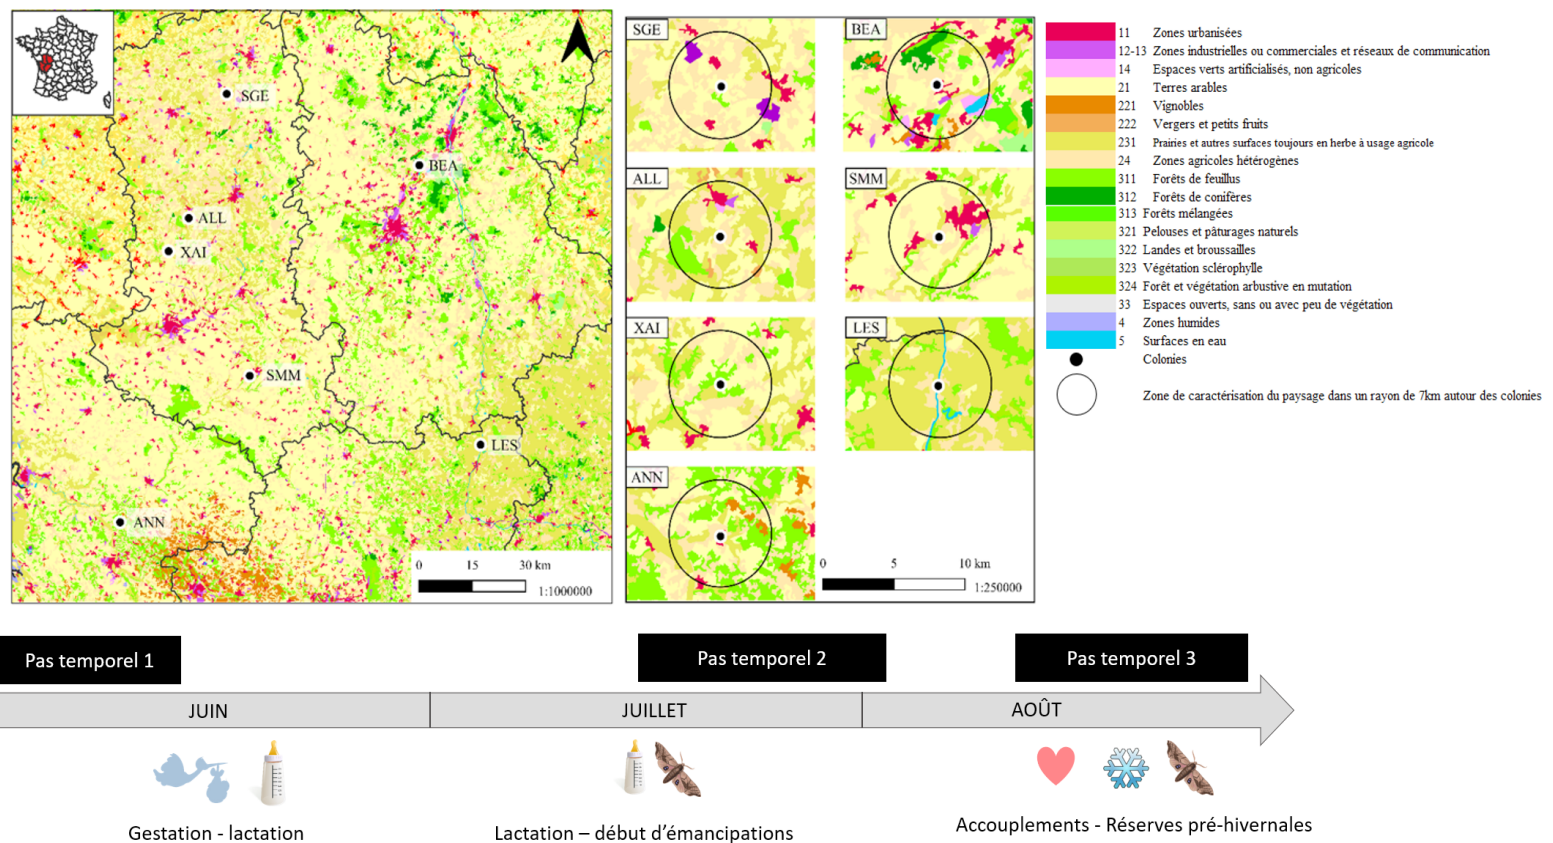 SGE
BEA
ALL
XAI
SMM
LES
ANN
0 15 30 km
1:1000000
SGE
BEA
ALL
SMM
XAI
LES
ANN
0 5 10 km
1:250000
11 Zones urbanisées
12-13 Zones industrielles ou commerciales et réseaux de communication
14 Espaces verts artificialisés, non agricoles
21 Terres arables
221 Vignobles
222 Vergers et petits fruits
231 Prairies et autres surfaces toujours en herbe à usage agricole
24 Zones agricoles hétérogènes
311 Forêts de feuillus
312 Forêts de conifères
313 Forêts mélangées
321 Pelouses et pâturages naturels
322 Landes et broussailles
323 Végétation sclérophylle
324 Forêt et végétation arbustive en mutation
33 Espaces ouverts, sans ou avec peu de végétation
4 Zones humides
5 Surfaces en eau
Colonies
Zone de caractérisation du paysage dans un rayon de 7km autour des colonies
Pas temporel 1
Pas temporel 2
Pas temporel 3
JUIN
JUILLET
AOÛT
Gestation - lactation
Lactation – début d’émancipations
Accouplements - Réserves pré-hivernales